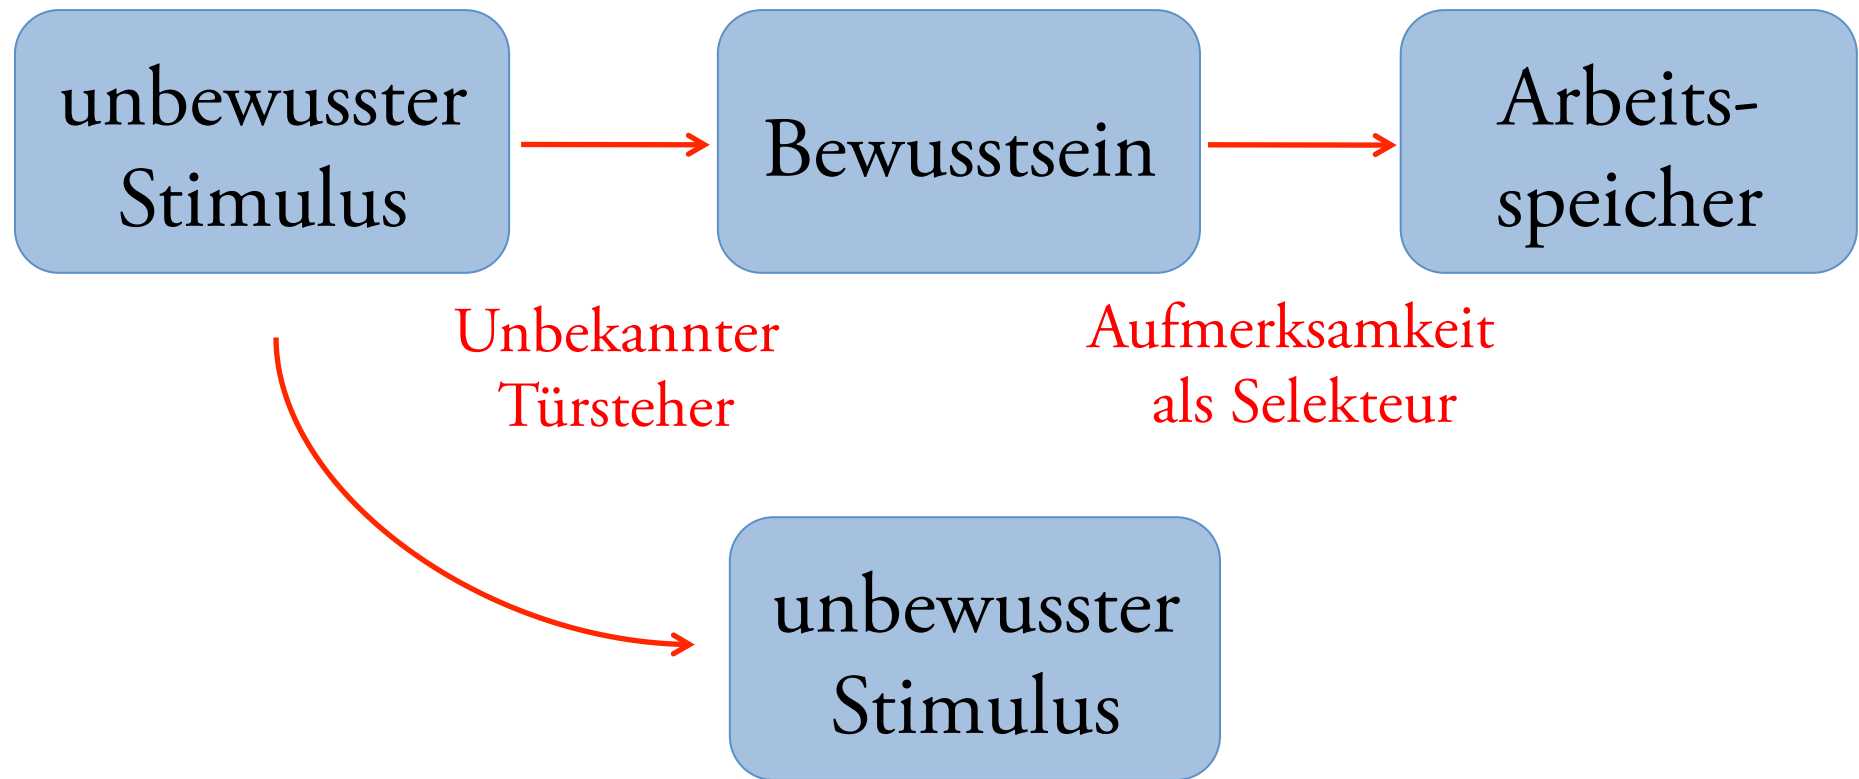 unbewusster
Stimulus
Bewusstsein
Arbeits-
speicher
Unbekannter
Türsteher
Aufmerksamkeit
als Selekteur
unbewusster
Stimulus